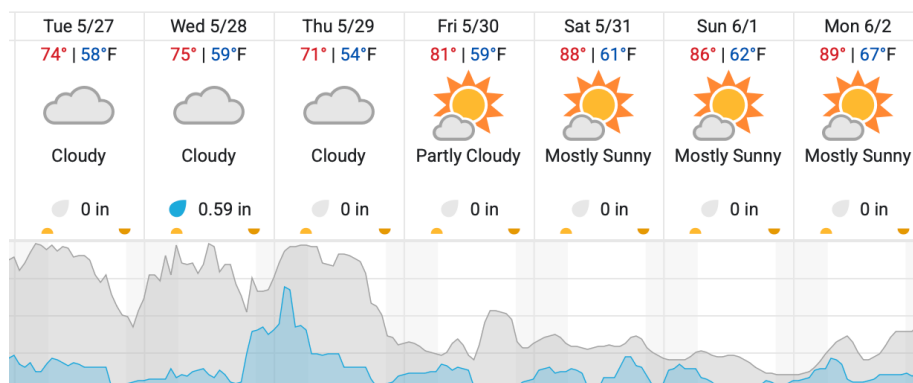 Tue 5/27 Wed 5/28 Thu 5/29 Fri 5/30 Sat 5/31 Sun 6/1 Mon 6/2
74° | 58°F 75° | 59°F 71° | 54°F 81° | 59°F 88° | 61°F 86° | 62°F 89° | 67°F
Cloudy Cloudy Cloudy Partly Cloudy Mostly Sunny Mostly Sunny Mostly Sunny
0 in 0.59 in 0 in 0 in 0 in 0 in 0 in